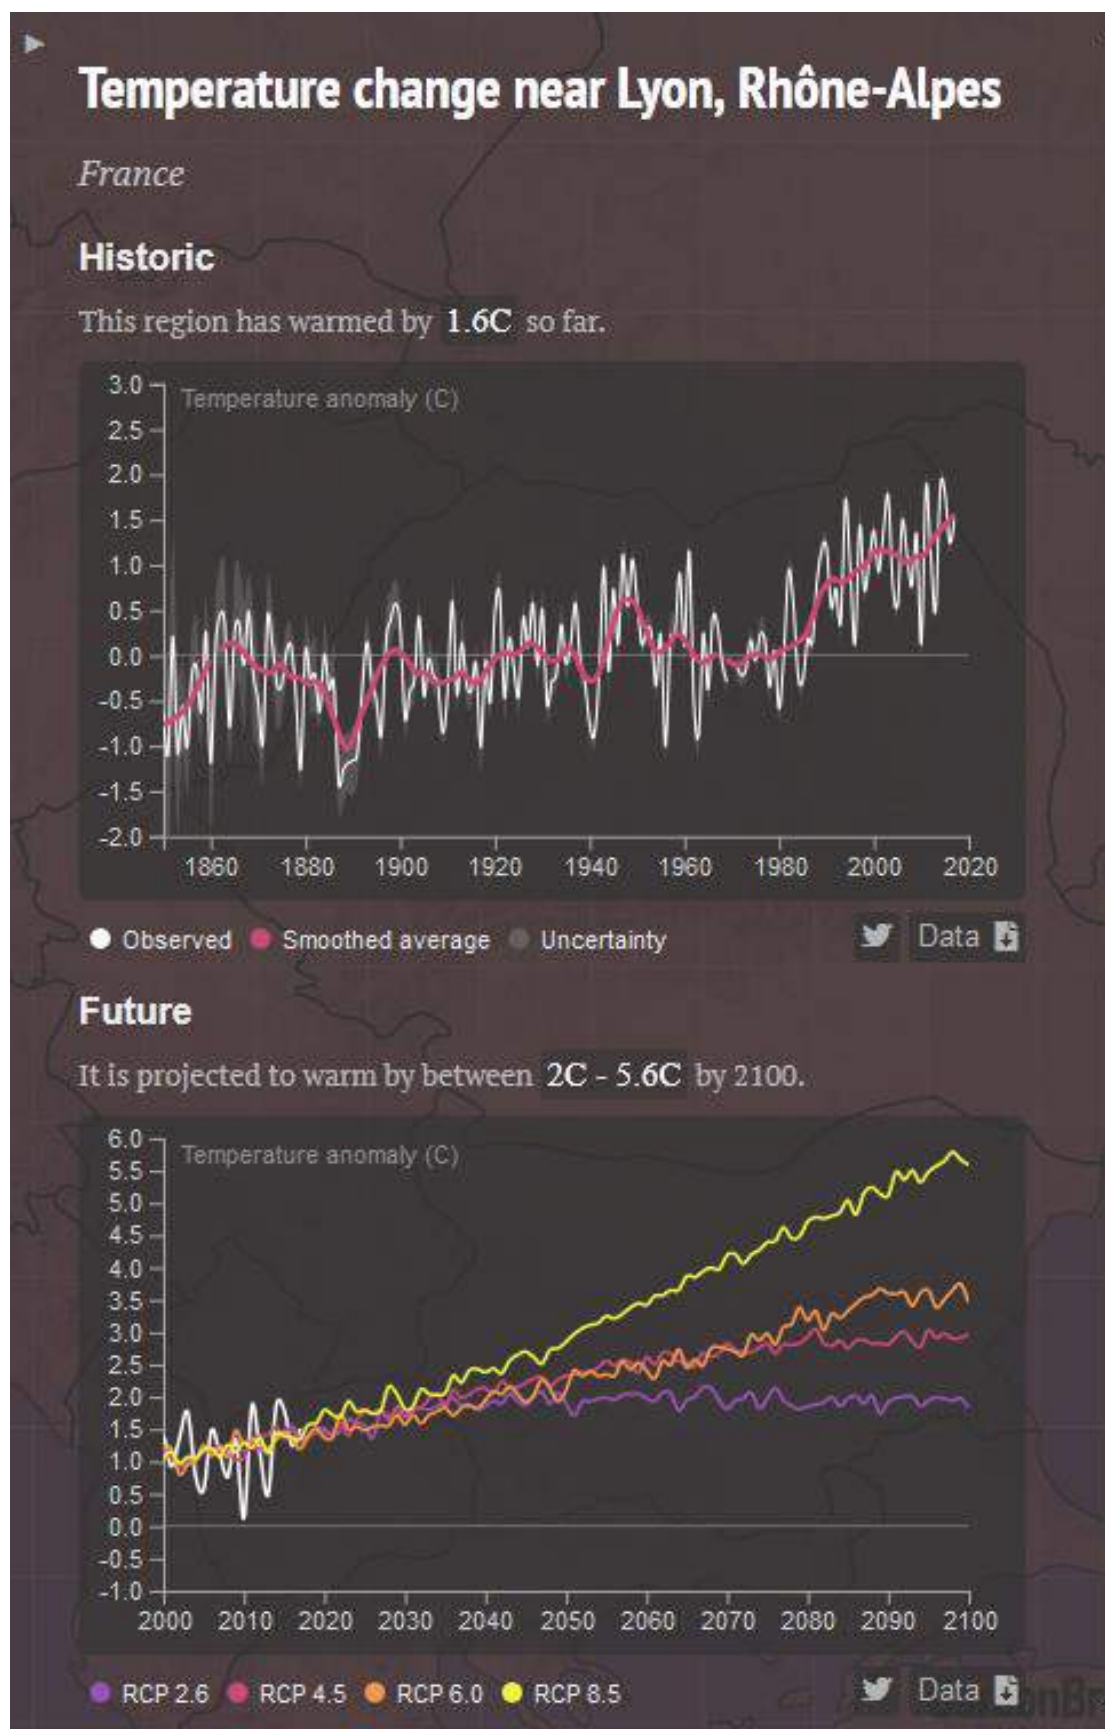 Temperature change near Lyon, Rhône-Alpes
France
Historic
This region has warmed by 1.6C so far.
Temperature anomaly (C)
3.0
2.5
2.0
1.5
1.0
0.5
0.0
-0.5
-1.0
-1.5
-2.0
1860 1880 1900 1920 1940 1960 1980 2000 2020
Observed Smoothed average Uncertainty Data
Future
It is projected to warm by between 2C - 5.6C by 2100.
Temperature anomaly (C)
6.0
5.5
5.0
4.5
4.0
3.5
3.0
2.5
2.0
1.5
1.0
0.5
0.0
-0.5
-1.0
2000 2010 2020 2030 2040 2050 2060 2070 2080 2090 2100
RCP 2.6 RCP 4.5 RCP 6.0 RCP 8.5 Data